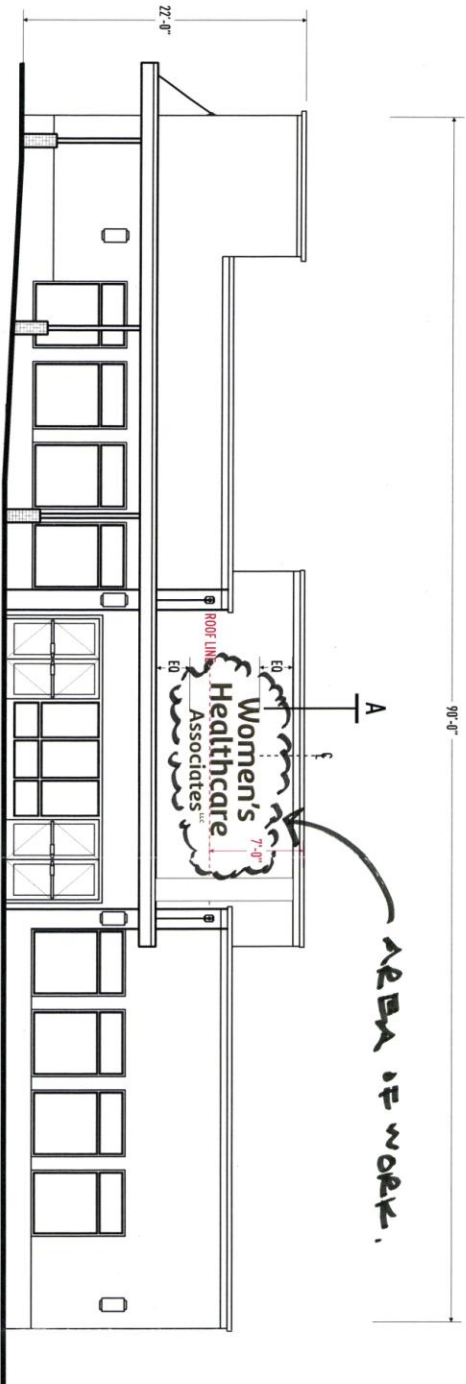 90'-0"
22'-0"
A
℄
AREA OF WORK.
EQ
7'-0"
Women's
Healthcare
Associates LLC
ROOF LINE
EQ